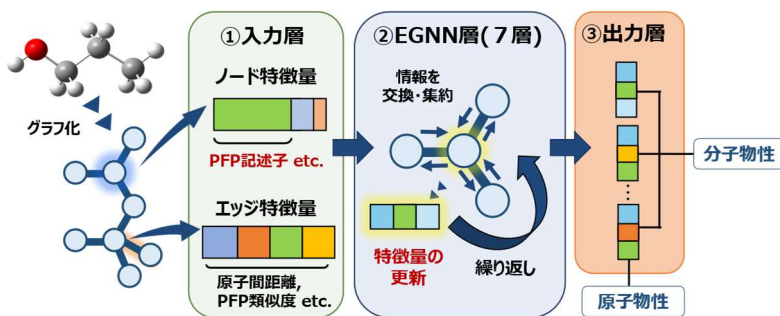 グラフ化
①入力層
ノード特徴量
PFP記述子 etc.
エッジ特徴量
原子間距離,
PFP類似度 etc.
②EGNN層(７層)
情報を
交換・集約
特徴量の
更新
繰り返し
③出力層
分子物性
原子物性